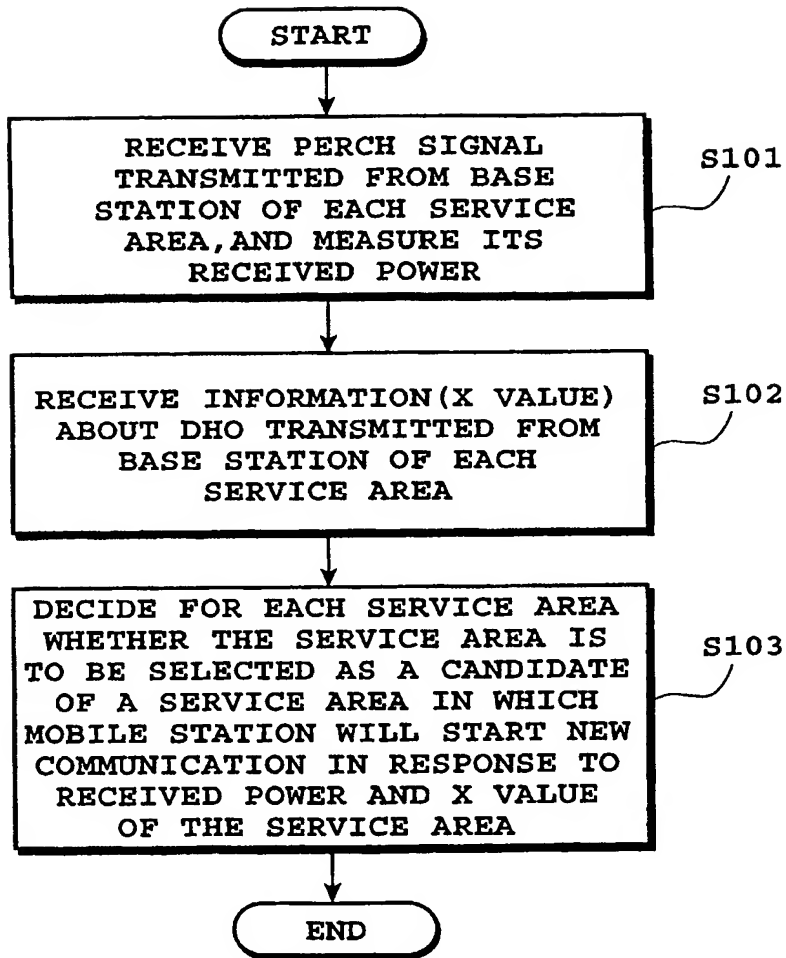 START
RECEIVE PERCH SIGNAL
TRANSMITTED FROM BASE
STATION OF EACH SERVICE
AREA,AND MEASURE ITS
RECEIVED POWER
S101
RECEIVE INFORMATION(X VALUE)
ABOUT DHO TRANSMITTED FROM
BASE STATION OF EACH
SERVICE AREA
S102
DECIDE FOR EACH SERVICE AREA
WHETHER THE SERVICE AREA IS
TO BE SELECTED AS A CANDIDATE
OF A SERVICE AREA IN WHICH
MOBILE STATION WILL START NEW
COMMUNICATION IN RESPONSE TO
RECEIVED POWER AND X VALUE
OF THE SERVICE AREA
S103
END